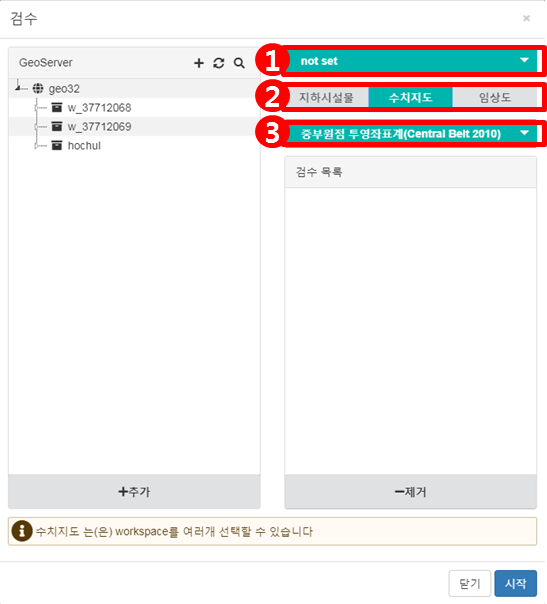 검수
×
GeoServer
geo32
w_37712068
w_37712069
hochul
+추가
1
not set
2
지하시설물
수치지도
임상도
3
중부원점 투영좌표계(Central Belt 2010)
검수 목록
−제거
수치지도 는(은) workspace를 여러개 선택할 수 있습니다
닫기
시작